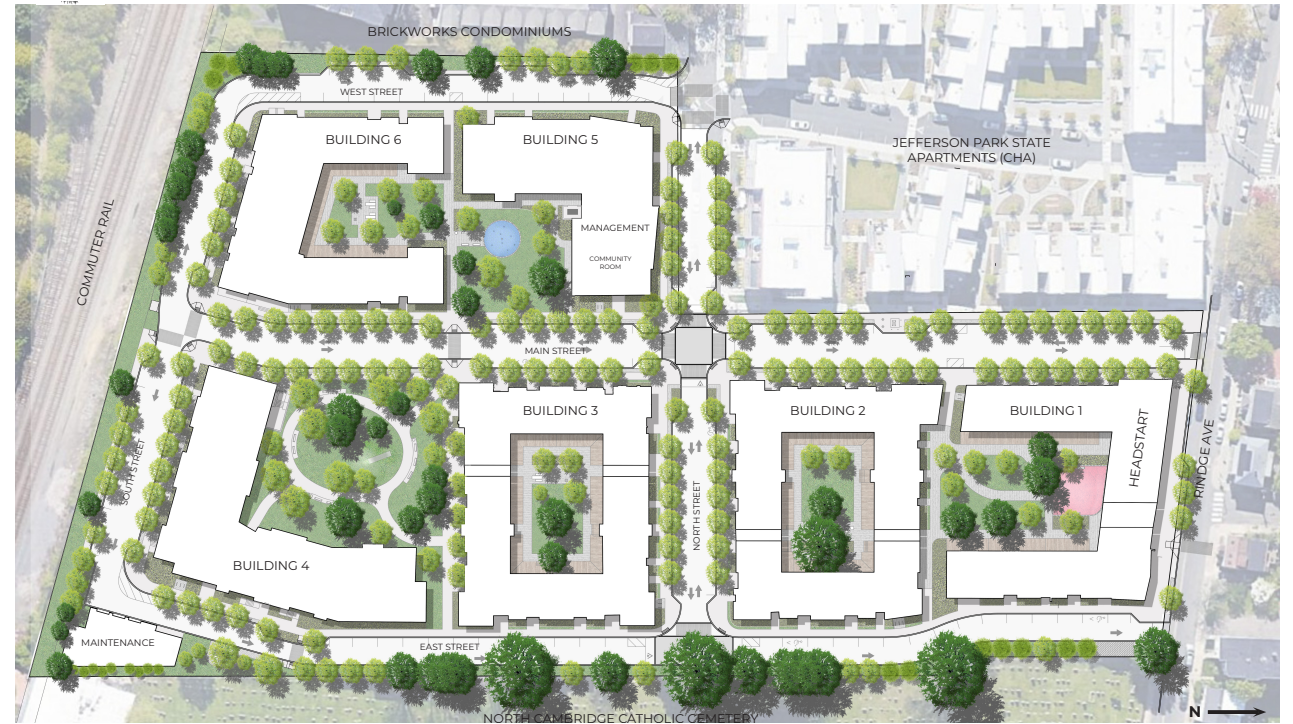 BRICKWORKS CONDOMINIUMS
WEST STREET
BUILDING 6
BUILDING 5
JEFFERSON PARK STATE
APARTMENTS (CHA)
COMMUTER RAIL
MANAGEMENT
COMMUNITY
ROOM
MAIN STREET
BUILDING 3
BUILDING 2
BUILDING 1
HEADSTART
RINDGE AVE
SOUTH STREET
NORTH STREET
BUILDING 4
MAINTENANCE
EAST STREET
NORTH CAMBRIDGE CATHOLIC CEMETERY
N